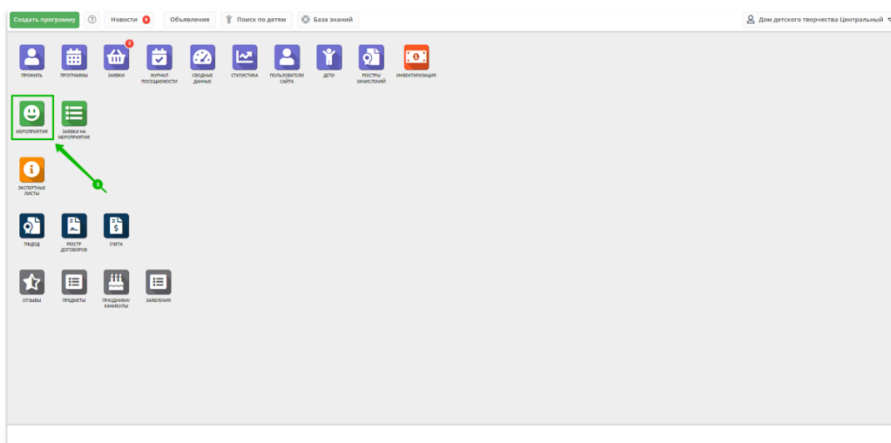 Создать программу
Новости
Объявления
Поиск по детям
База знаний
Дом детского творчества Центральный
ПРОФИЛЬ
ПРОГРАММЫ
ЗАЯВКИ
ЖУРНАЛ
ПОСЕЩАЕМОСТИ
СВОДНЫЕ
ДАННЫЕ
СТАТИСТИКА
ПОЛЬЗОВАТЕЛИ
САЙТА
ДЕТИ
РЕЕСТРЫ
ЗАЧИСЛЕНИЙ
ИНВЕНТАРИЗАЦИЯ
МЕРОПРИЯТИЯ
ЗАЯВКИ НА
МЕРОПРИЯТИЯ
1
ЭКСПЕРТНЫЕ
ЛИСТЫ
РЕЕСТР
ДОГОВОРОВ
СЧЕТА
ОТЗЫВЫ
ПРЕДМЕТЫ
ПРАЗДНИКИ/
КАНИКУЛЫ
ЗАЯВЛЕНИЯ